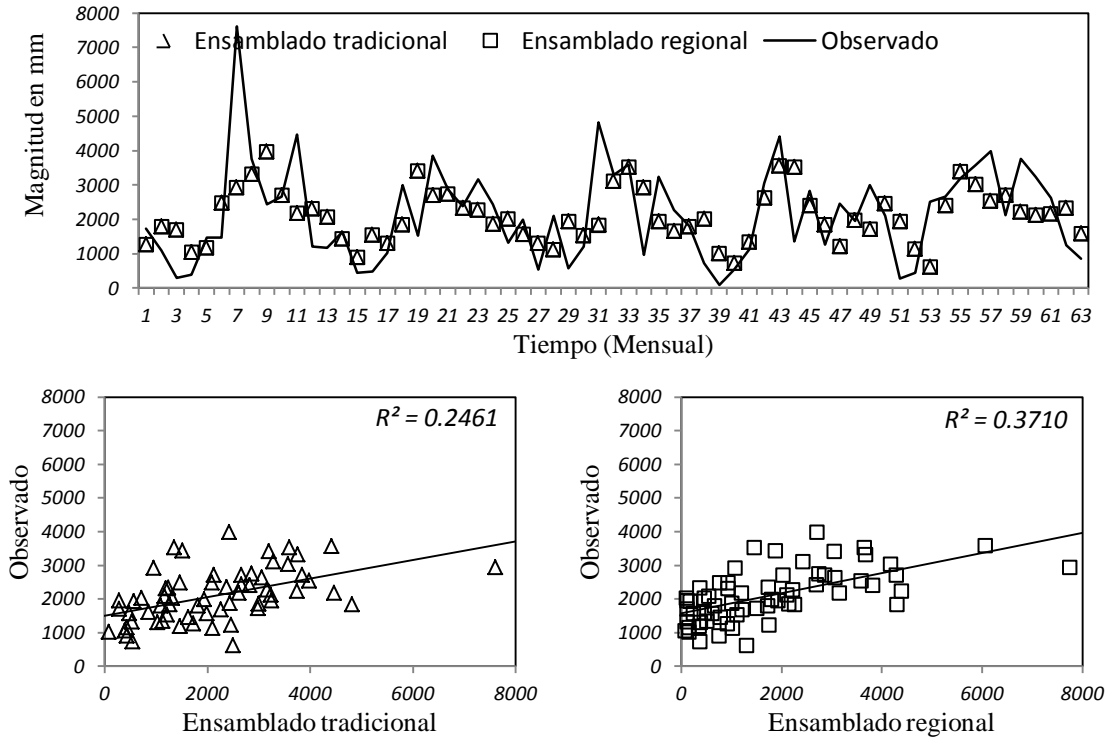 8000
7000
6000
5000
4000
3000
2000
1000
0
Magnitud en mm
Ensamblado tradicional Ensamblado regional Observado
1 3 5 7 9 11 13 15 17 19 21 23 25 27 29 31 33 35 37 39 41 43 45 47 49 51 53 55 57 59 61 63
Tiempo (Mensual)
8000
7000
6000
5000
4000
3000
2000
1000
0
Observado
R² = 0.2461
0 2000 4000 6000 8000
Ensamblado tradicional
8000
7000
6000
5000
4000
3000
2000
1000
0
Observado
R² = 0.3710
0 2000 4000 6000 8000
Ensamblado regional